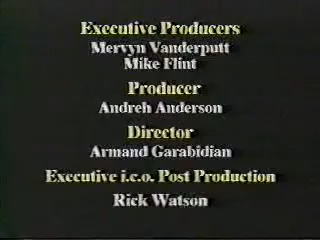 Executive Producers
Mervyn Vanderputt
Mike Flint
Producer
Andreh Anderson
Director
Armand Garabidian
Executive i.c.o. Post Production
Rick Watson